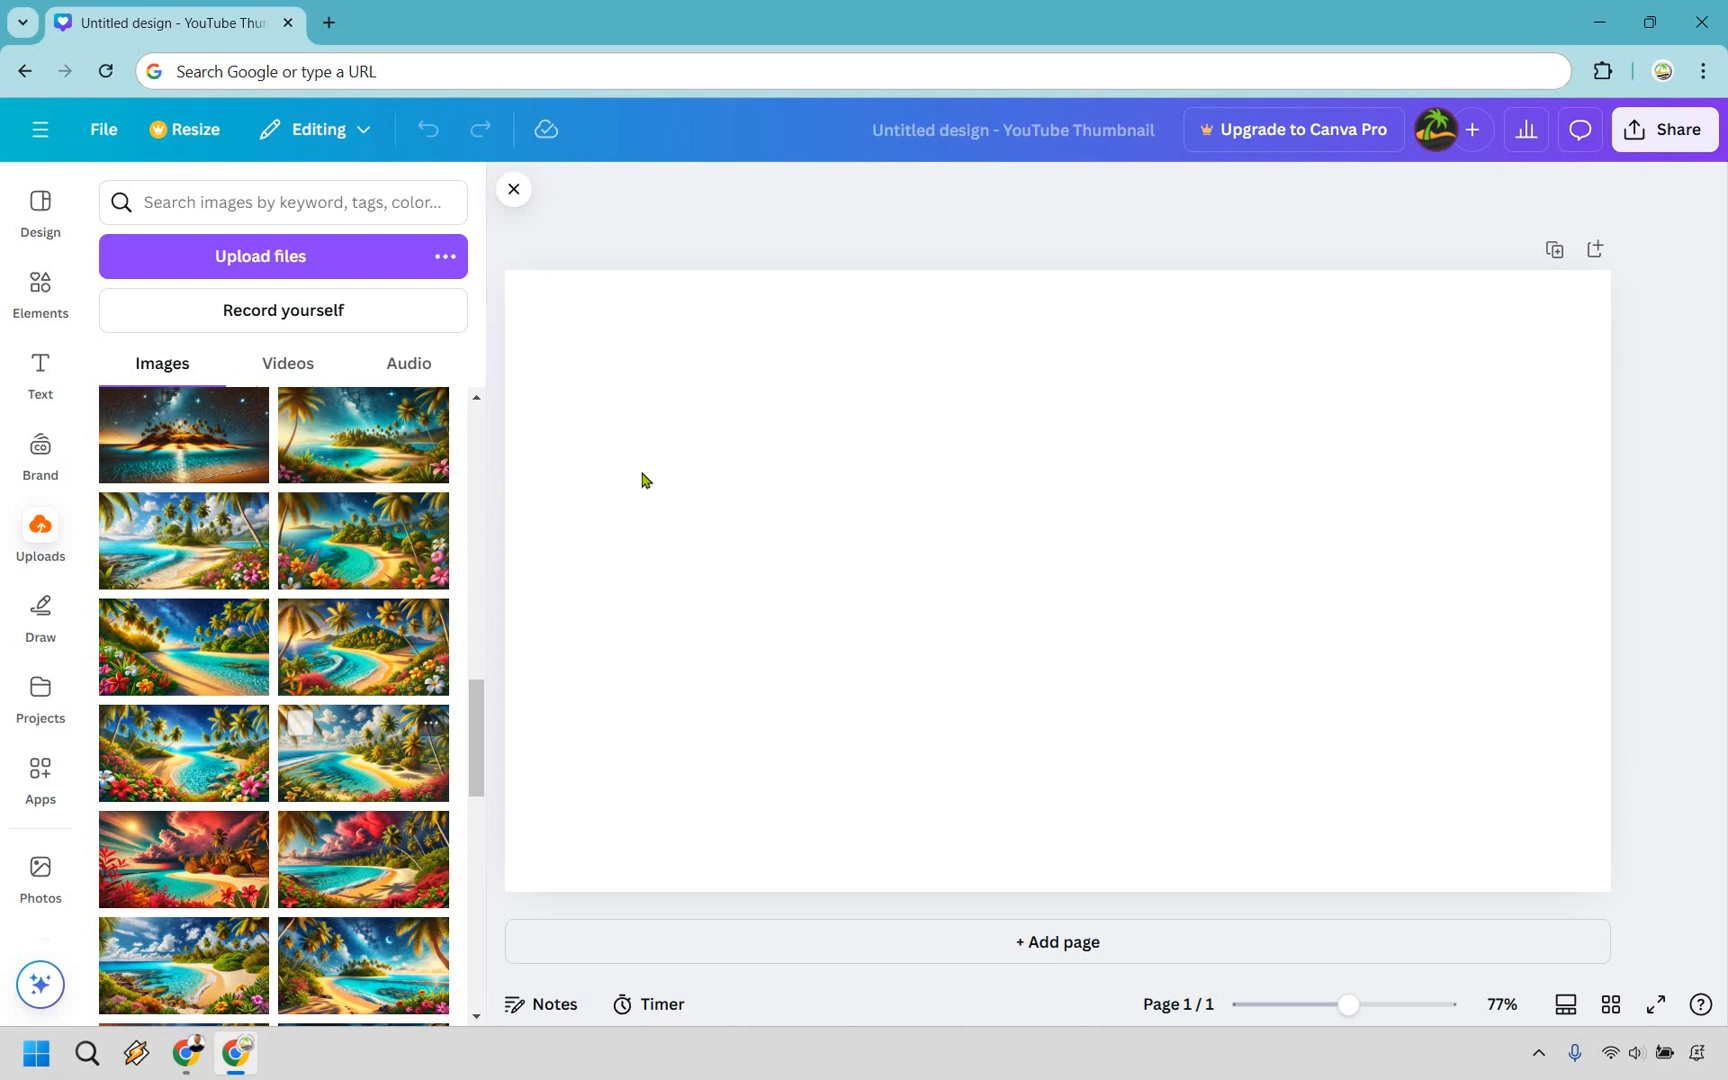 Untitled design - YouTube Thun
Search Google or type a URL
File
Resize
Editing
Untitled design - YouTube Thumbnail
Upgrade to Canva Pro
Share
Design
Elements
Text
Brand
Uploads
Draw
Projects
Apps
Photos
Search images by keyword, tags, color...
Upload files
Record yourself
Images Videos Audio
+ Add page
Notes
Timer
Page 1 / 1
77%